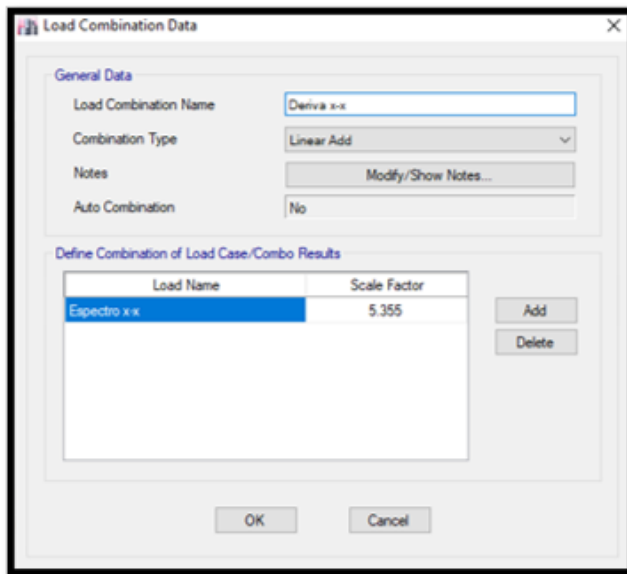 Load Combination Data
General Data
Load Combination Name Deriva x-x
Combination Type Linear Add
Notes Modify/Show Notes...
Auto Combination No
Define Combination of Load Case/Combo Results
Load Name Scale Factor
Espectro x-x 5.355
Add
Delete
OK Cancel